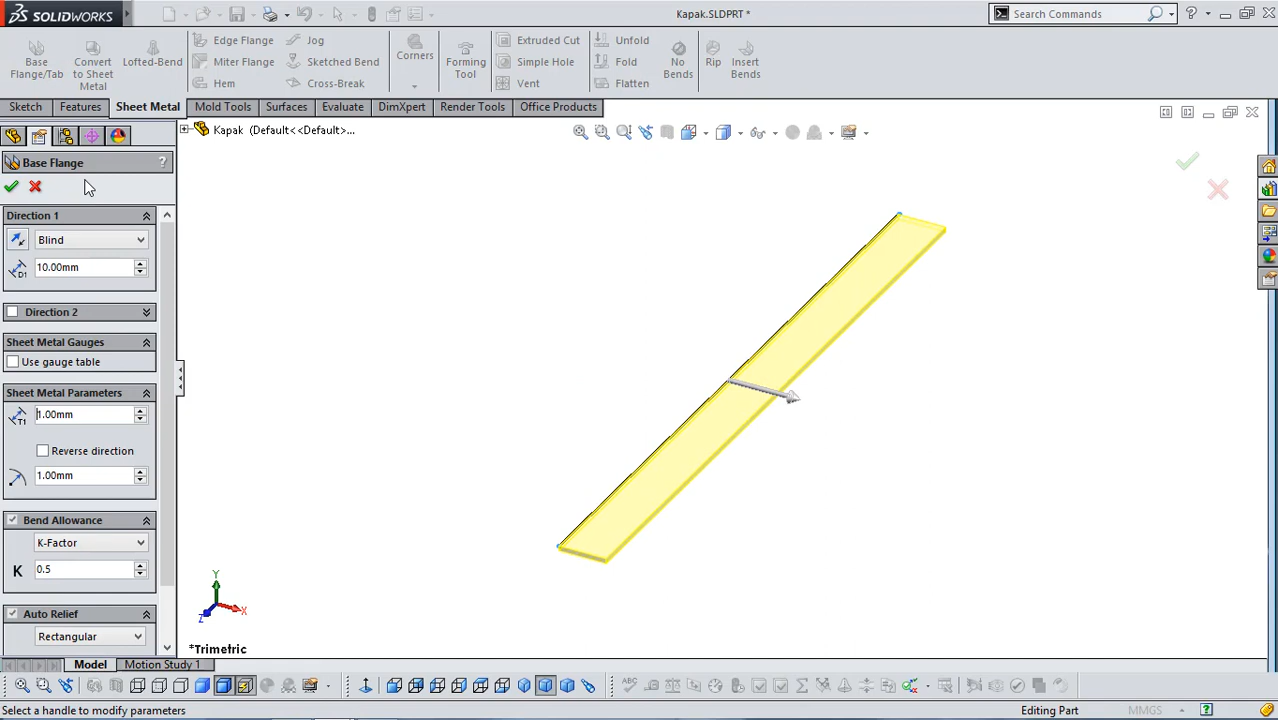 SOLIDWORKS
Kapak.SLDPRT *
Search Commands
Base Flange/Tab
Convert to Sheet Metal
Lofted-Bend
Edge Flange
Miter Flange
Hem
Jog
Sketched Bend
Cross-Break
Corners
Forming Tool
Extruded Cut
Simple Hole
Vent
Unfold
Fold
Flatten
No Bends
Rip
Insert Bends
Sketch
Features
Sheet Metal
Mold Tools
Surfaces
Evaluate
DimXpert
Render Tools
Office Products
Kapak (Default<<Default>...
Base Flange
?
Direction 1
Blind
D1
10.00mm
Direction 2
Sheet Metal Gauges
Use gauge table
Sheet Metal Parameters
T1
1.00mm
Reverse direction
1.00mm
Bend Allowance
K-Factor
K
0.5
Auto Relief
Rectangular
Y
X
Z
*Trimetric
Model
Motion Study 1
Select a handle to modify parameters
Editing Part
MMGS